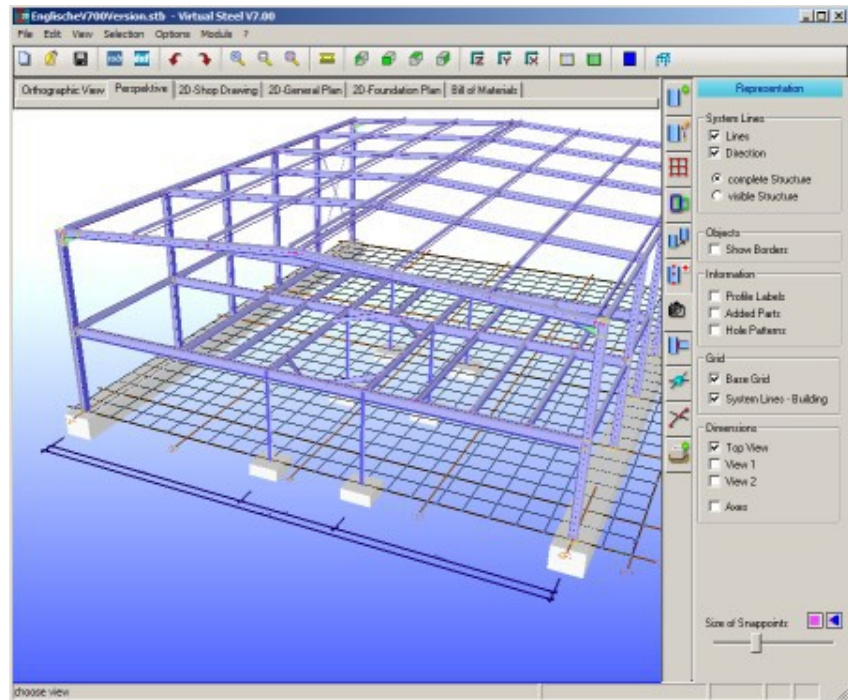 EnglischeV700Version.stb - Virtual Steel V7.00
File Edit View Selection Options Module ?
Orthographic View Perspektive 2D-Shop Drawing 2D-General Plan 2D-Foundation Plan Bill of Materials
Representation
System Lines
Lines
Direction
complete Structure
visible Structure
Objects
Show Borders
Information
Profile Labels
Added Parts
Hole Patterns
Grid
Base Grid
System Lines - Building
Dimensions
Top View
View 1
View 2
Axes
Size of Snappoints
choose view